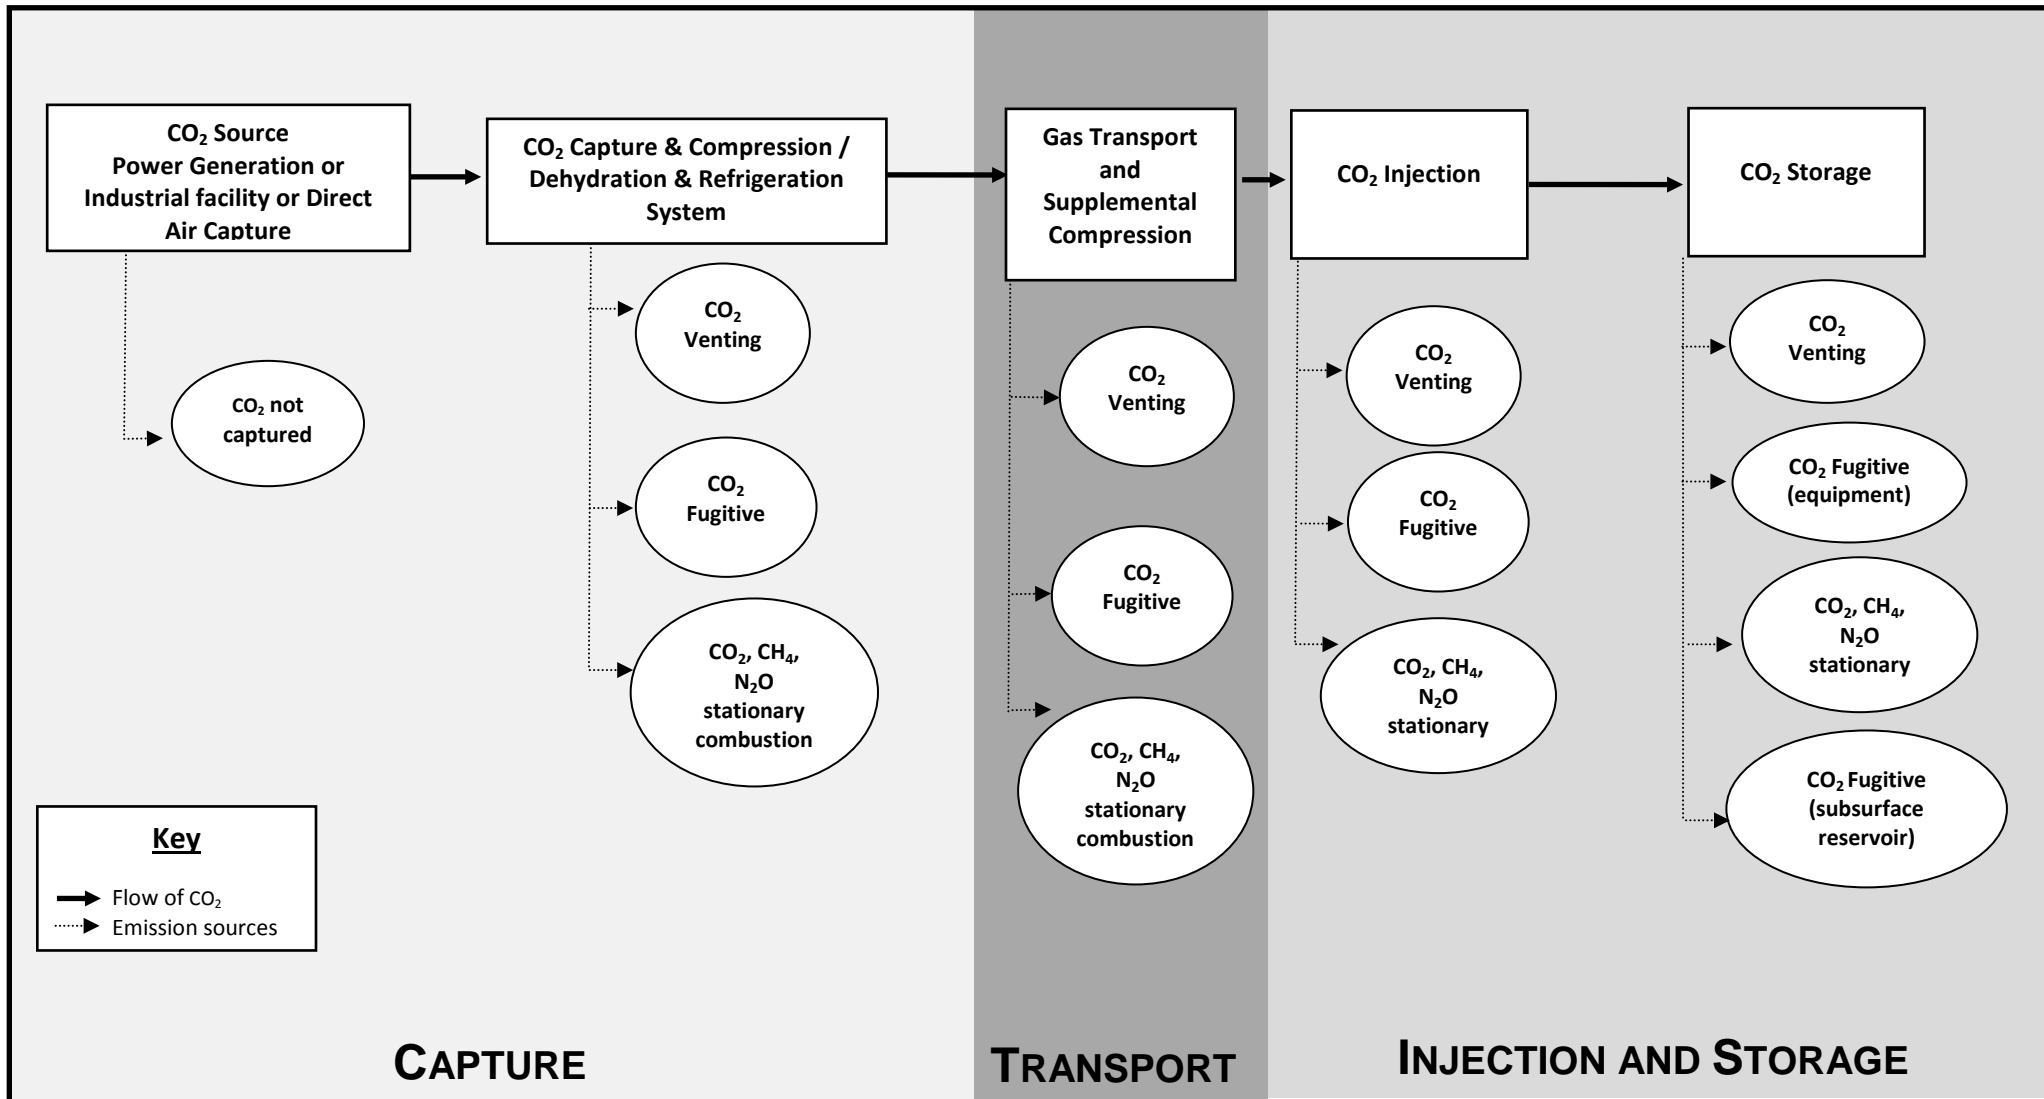 CO₂ Source
Power Generation or
Industrial facility or Direct
Air Capture
CO₂ Capture & Compression /
Dehydration & Refrigeration
System
Gas Transport
and
Supplemental
Compression
CO₂ Injection
CO₂ Storage
CO₂ not
captured
CO₂
Venting
CO₂
Fugitive
CO₂, CH₄,
N₂O
stationary
combustion
CO₂
Venting
CO₂
Fugitive
CO₂, CH₄,
N₂O
stationary
combustion
CO₂
Venting
CO₂
Fugitive
CO₂, CH₄,
N₂O
stationary
CO₂
Venting
CO₂ Fugitive
(equipment)
CO₂, CH₄,
N₂O
stationary
CO₂ Fugitive
(subsurface
reservoir)
Key
Flow of CO₂
Emission sources
CAPTURE
TRANSPORT
INJECTION AND STORAGE